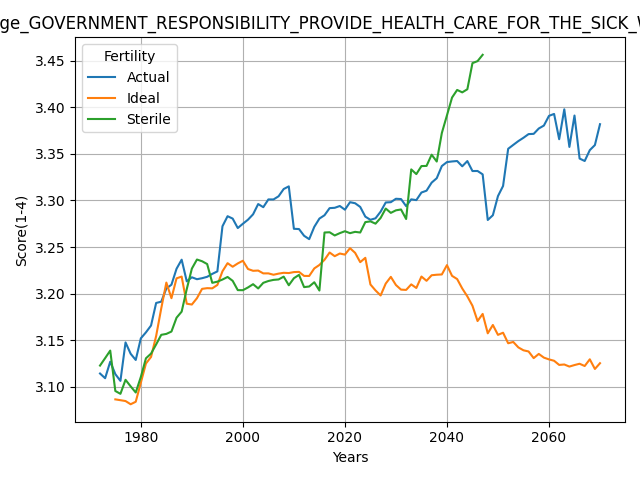 ge_GOVERNMENT_RESPONSIBILITY_PROVIDE_HEALTH_CARE_FOR_THE_SICK_
Fertility
Actual
Ideal
Sterile
3.45
3.40
3.35
3.30
3.25
3.20
3.15
3.10
Score(1-4)
1980
2000
2020
2040
2060
Years